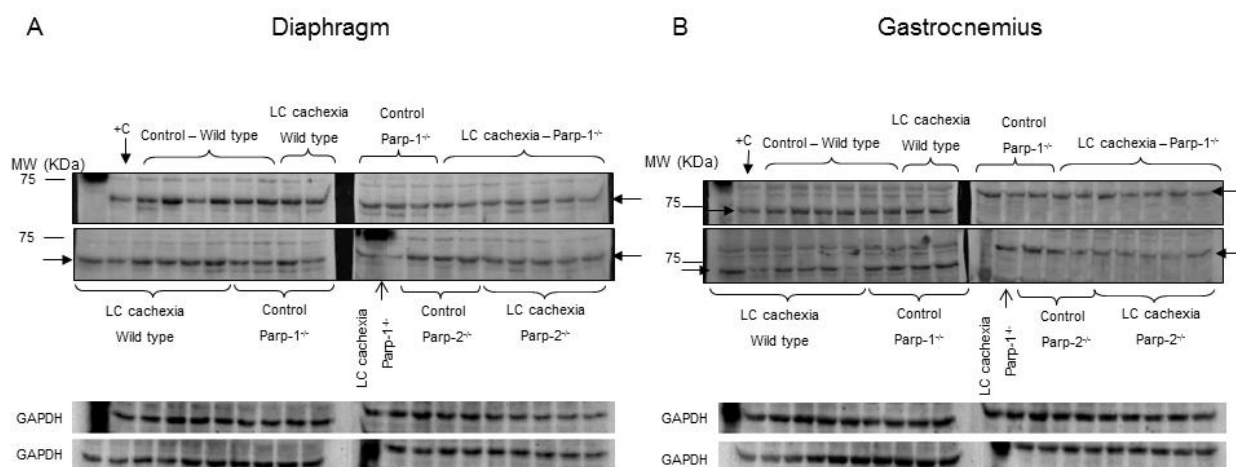 A Diaphragm
LC cachexia
Wild type
Control
Parp-1-/-
+C
Control – Wild type
LC cachexia – Parp-1-/-
MW (KDa)
75
75
LC cachexia
Wild type
Control
Parp-1-/-
LC cachexia
Parp-1-/-
Control
Parp-2-/-
LC cachexia
Parp-2-/-
GAPDH
GAPDH
B Gastrocnemius
LC cachexia
Wild type
Control
Parp-1-/-
+C
Control – Wild type
LC cachexia – Parp-1-/-
MW (KDa)
75
75
LC cachexia
Wild type
Control
Parp-1-/-
LC cachexia
Parp-1-/-
Control
Parp-2-/-
LC cachexia
Parp-2-/-
GAPDH
GAPDH